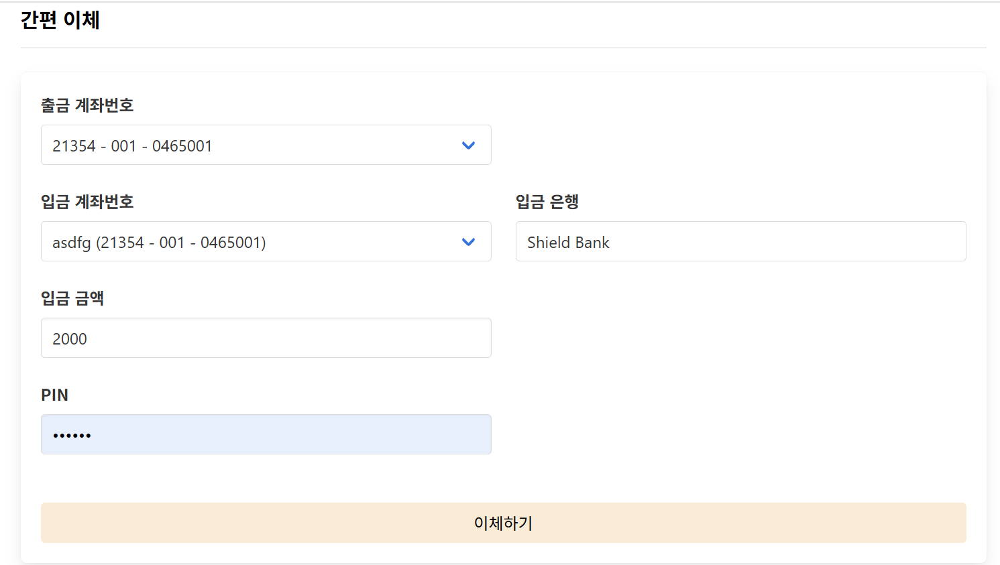 간편 이체
출금 계좌번호
21354 - 001 - 0465001
입금 계좌번호
입금 은행
asdfg (21354 - 001 - 0465001)
Shield Bank
입금 금액
2000
PIN
••••••
이체하기